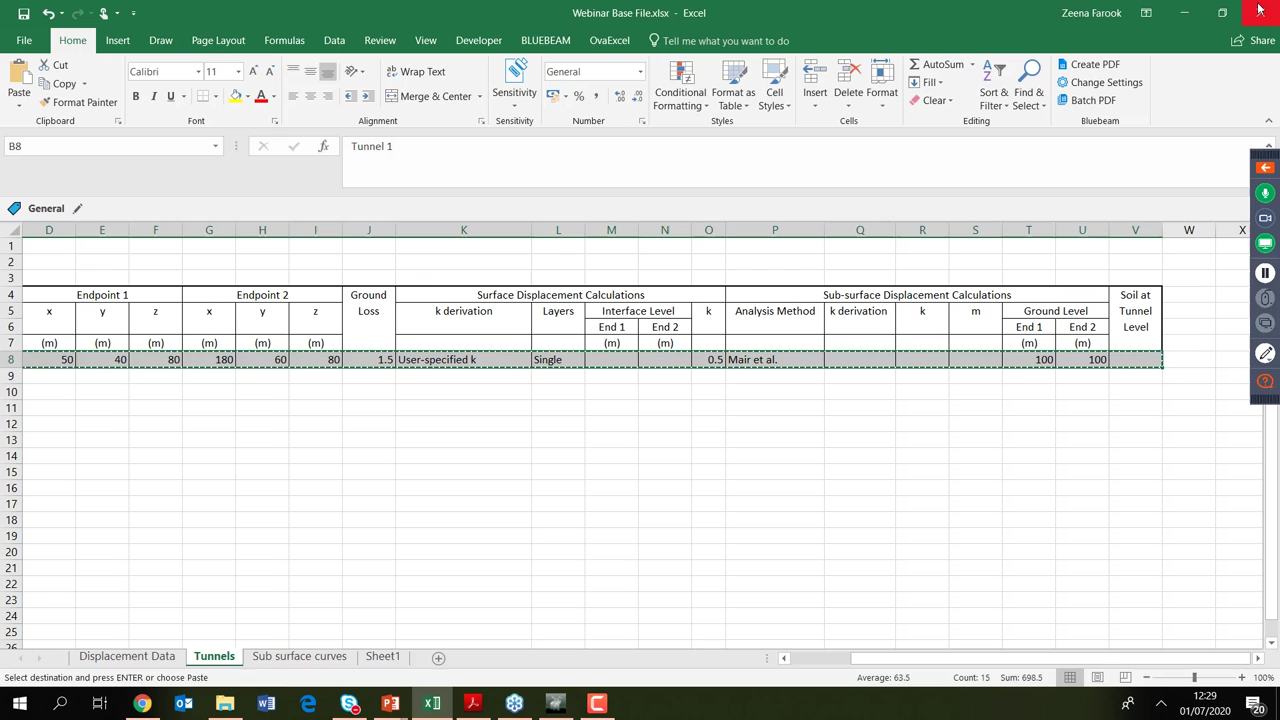 Webinar Base File.xlsx - Excel
Zeena Farook
File Home Insert Draw Page Layout Formulas Data Review View Developer BLUEBEAM OvaExcel Tell me what you want to do Share
Paste
Cut
Copy
Format Painter
Clipboard
Calibri 11
B I U
Font
Wrap Text
Merge & Center
Alignment
Sensitivity
Sensitivity
General
Number
Conditional Formatting
Format as Table
Cell Styles
Styles
Insert Delete Format
Cells
AutoSum
Fill
Clear
Sort & Filter
Find & Select
Editing
Create PDF
Change Settings
Batch PDF
Bluebeam
B8 fx Tunnel 1
General
D E F G H I J K L M N O P Q R S T U V W X
1
2
3
4 Endpoint 1 Endpoint 2 Ground Surface Displacement Calculations Sub-surface Displacement Calculations Soil at
5 x y z x y z Loss k derivation Layers Interface Level k Analysis Method k derivation k m Ground Level Tunnel
6 End 1 End 2 End 1 End 2 Level
7 (m) (m) (m) (m) (m) (m) (m) (m) (m) (m)
8 50 40 80 180 60 80 1.5 User-specified k Single 0.5 Mair et al. 100 100
9
10
11
12
13
14
15
16
17
18
19
20
21
22
23
24
25
26
Displacement Data Tunnels Sub surface curves Sheet1
Select destination and press ENTER or choose Paste Average: 63.5 Count: 15 Sum: 698.5 100%
12:29
01/07/2020
20